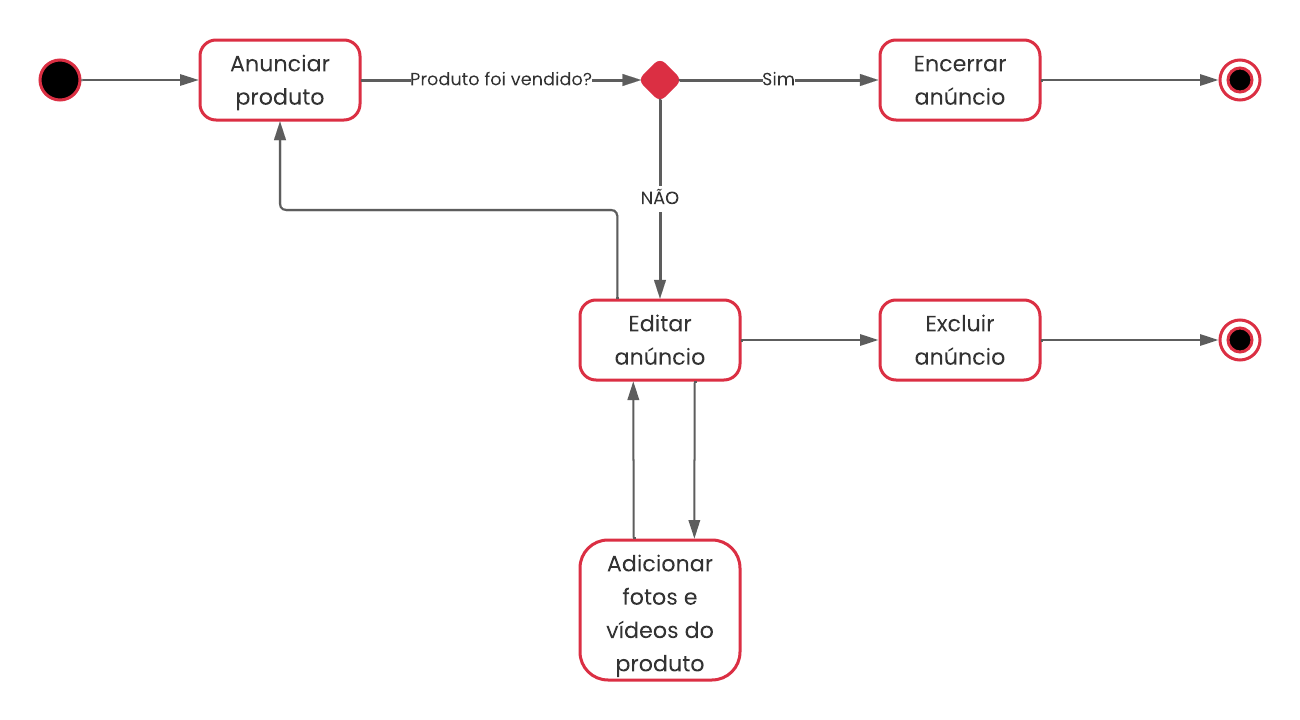 Anunciar
produto
Produto foi vendido?
Sim
Encerrar
anúncio
NÃO
Editar
anúncio
Excluir
anúncio
Adicionar
fotos e
vídeos do
produto